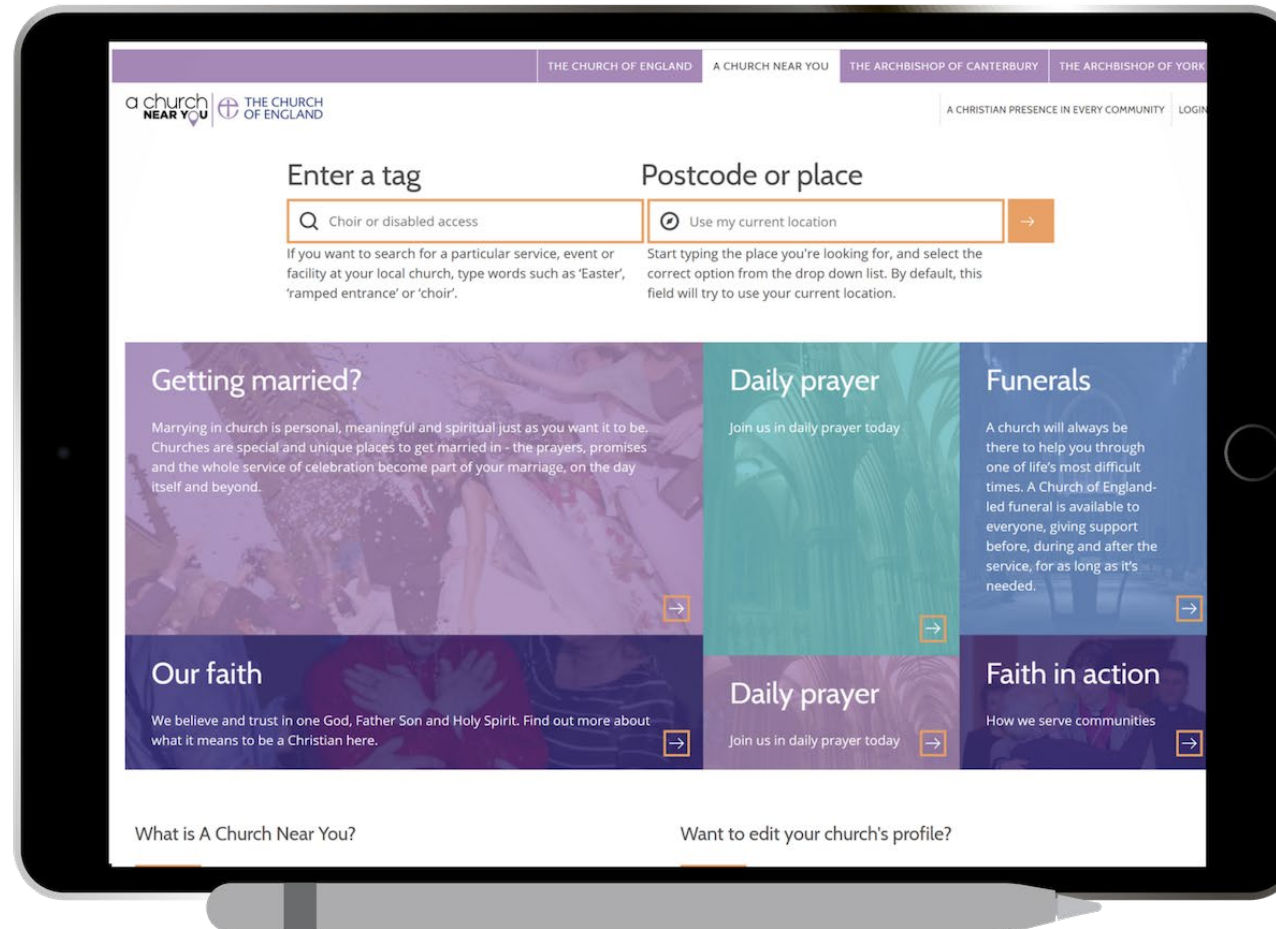 THE CHURCH OF ENGLAND
A CHURCH NEAR YOU
THE ARCHBISHOP OF CANTERBURY
THE ARCHBISHOP OF YORK
a church
NEAR YOU
THE CHURCH
OF ENGLAND
A CHRISTIAN PRESENCE IN EVERY COMMUNITY
LOGIN
Enter a tag
Choir or disabled access
If you want to search for a particular service, event or
facility at your local church, type words such as ‘Easter’,
‘ramped entrance’ or ‘choir’.
Postcode or place
Use my current location
Start typing the place you're looking for, and select the
correct option from the drop down list. By default, this
field will try to use your current location.
Getting married?
Marrying in church is personal, meaningful and spiritual just as you want it to be.
Churches are special and unique places to get married in - the prayers, promises
and the whole service of celebration become part of your marriage, on the day
itself and beyond.
Daily prayer
Join us in daily prayer today
Funerals
A church will always be
there to help you through
one of life's most difficult
times. A Church of England-
led funeral is available to
everyone, giving support
before, during and after the
service, for as long as it's
needed.
Our faith
We believe and trust in one God, Father Son and Holy Spirit. Find out more about
what it means to be a Christian here.
Daily prayer
Join us in daily prayer today
Faith in action
How we serve communities
What is A Church Near You?
Want to edit your church's profile?